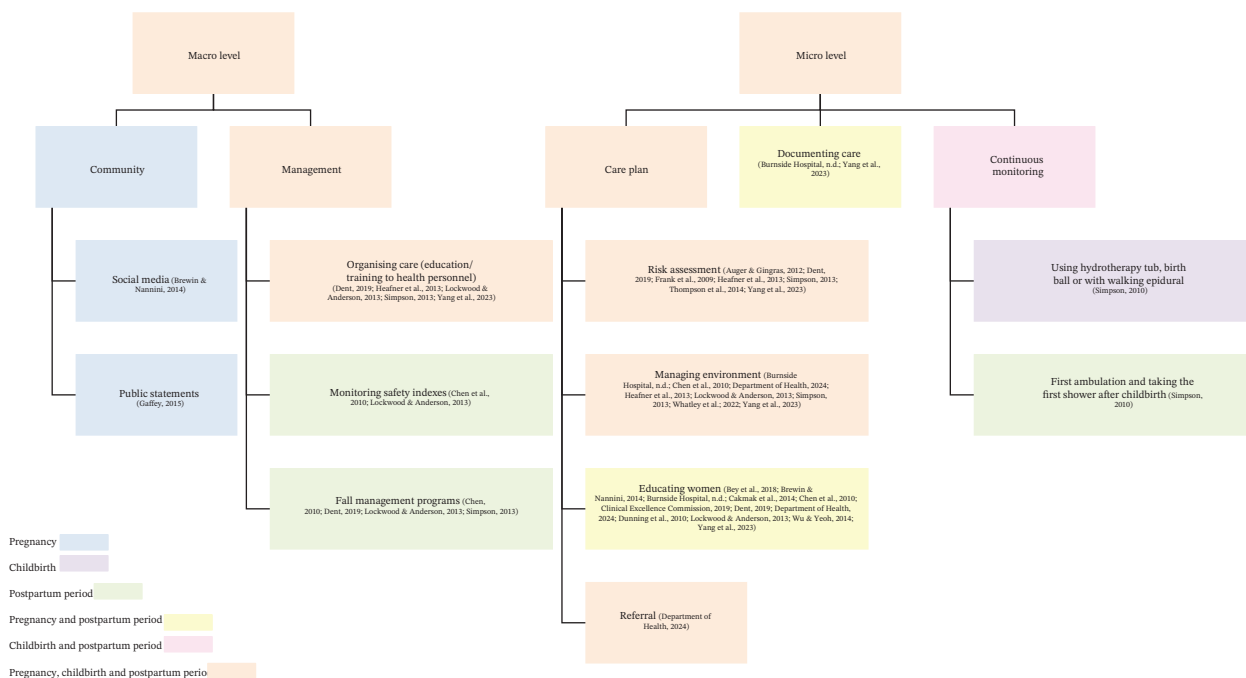 Macro level
Micro level
Community
Management
Care plan
Documenting care
(Burnside Hospital, n.d.; Yang et al.,
2023)
Continuous
monitoring
Social media (Brewin &
Nannini, 2014)
Organising care (education/
training to health personnel)
(Dent, 2019; Heafner et al., 2013; Lockwood &
Anderson, 2013; Simpson, 2013; Yang et al., 2023)
Risk assessment (Auger & Gingras, 2012; Dent,
2019; Frank et al., 2009; Heafner et al., 2013; Simpson, 2013;
Thompson et al., 2014; Yang et al., 2023)
Using hydrotherapy tub, birth
ball or with walking epidural
(Simpson, 2010)
Public statements
(Gaffey, 2015)
Monitoring safety indexes (Chen et al.,
2010; Lockwood & Anderson, 2013)
Managing environment (Burnside
Hospital, n.d.; Chen et al., 2010; Department of Health, 2024;
Heafner et al., 2013; Lockwood & Anderson, 2013; Simpson,
2013; Whatley et al.; 2022; Yang et al., 2023)
First ambulation and taking the
first shower after childbirth (Simpson,
2010)
Fall management programs (Chen,
2010; Dent, 2019; Lockwood & Anderson, 2013; Simpson, 2013)
Educating women (Bey et al., 2018; Brewin &
Nannini, 2014; Burnside Hospital, n.d.; Cakmak et al., 2014; Chen et al., 2010;
Clinical Excellence Commission, 2019; Dent, 2019; Department of Health,
2024; Dunning et al., 2010; Lockwood & Anderson, 2013; Wu & Yeoh, 2014;
Yang et al., 2023)
Referral (Department of
Health, 2024)
Pregnancy
Childbirth
Postpartum period
Pregnancy and postpartum period
Childbirth and postpartum period
Pregnancy, childbirth and postpartum perio